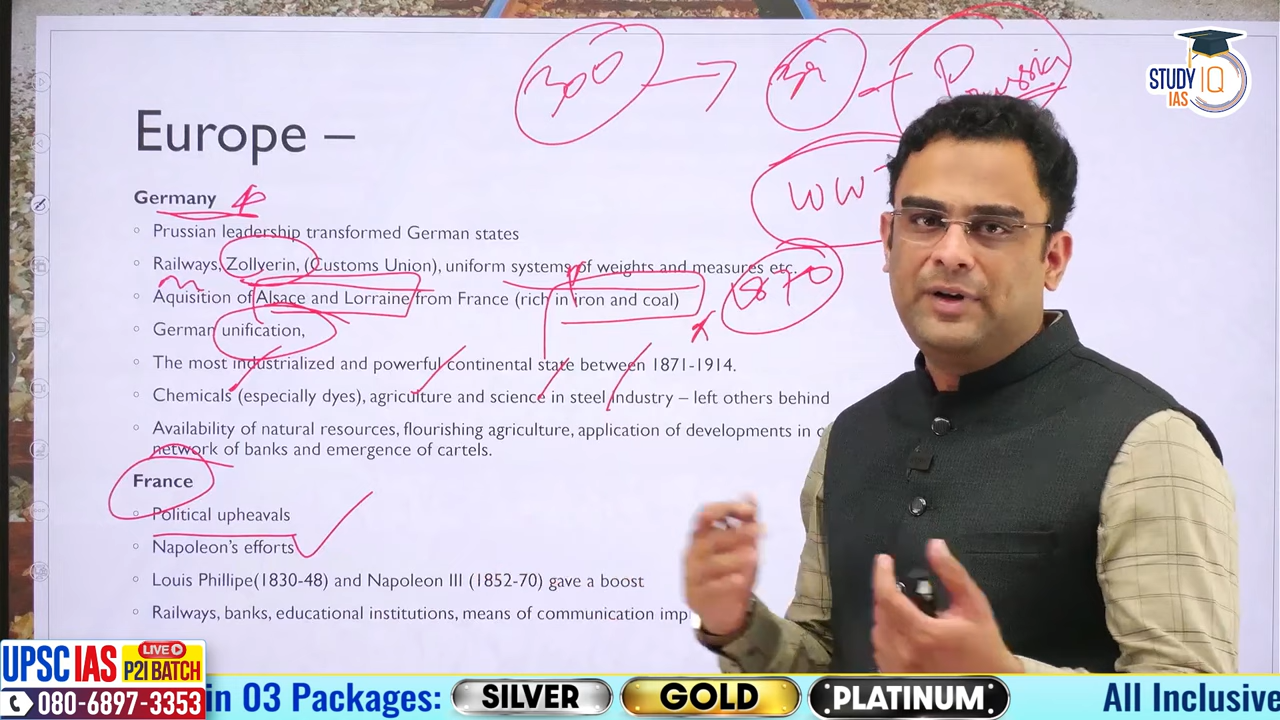 300 → 39 - Prussia
STUDY IQ
IAS
Europe –
WW
Germany
Prussian leadership transformed German states
Railways, Zollverin, (Customs Union), uniform systems of weights and measures etc.
1870
Aquisition of Alsace and Lorraine from France (rich in iron and coal)
German unification,
The most industrialized and powerful continental state between 1871-1914.
Chemicals (especially dyes), agriculture and science in steel industry – left others behind
Availability of natural resources, flourishing agriculture, application of developments in
network of banks and emergence of cartels.
France
Political upheavals
Napoleon's efforts
Louis Phillipe(1830-48) and Napoleon III (1852-70) gave a boost
Railways, banks, educational institutions, means of communication imp
UPSC IAS LIVE P2I BATCH
080-6897-3353
in 03 Packages: SILVER GOLD PLATINUM All Inclusive